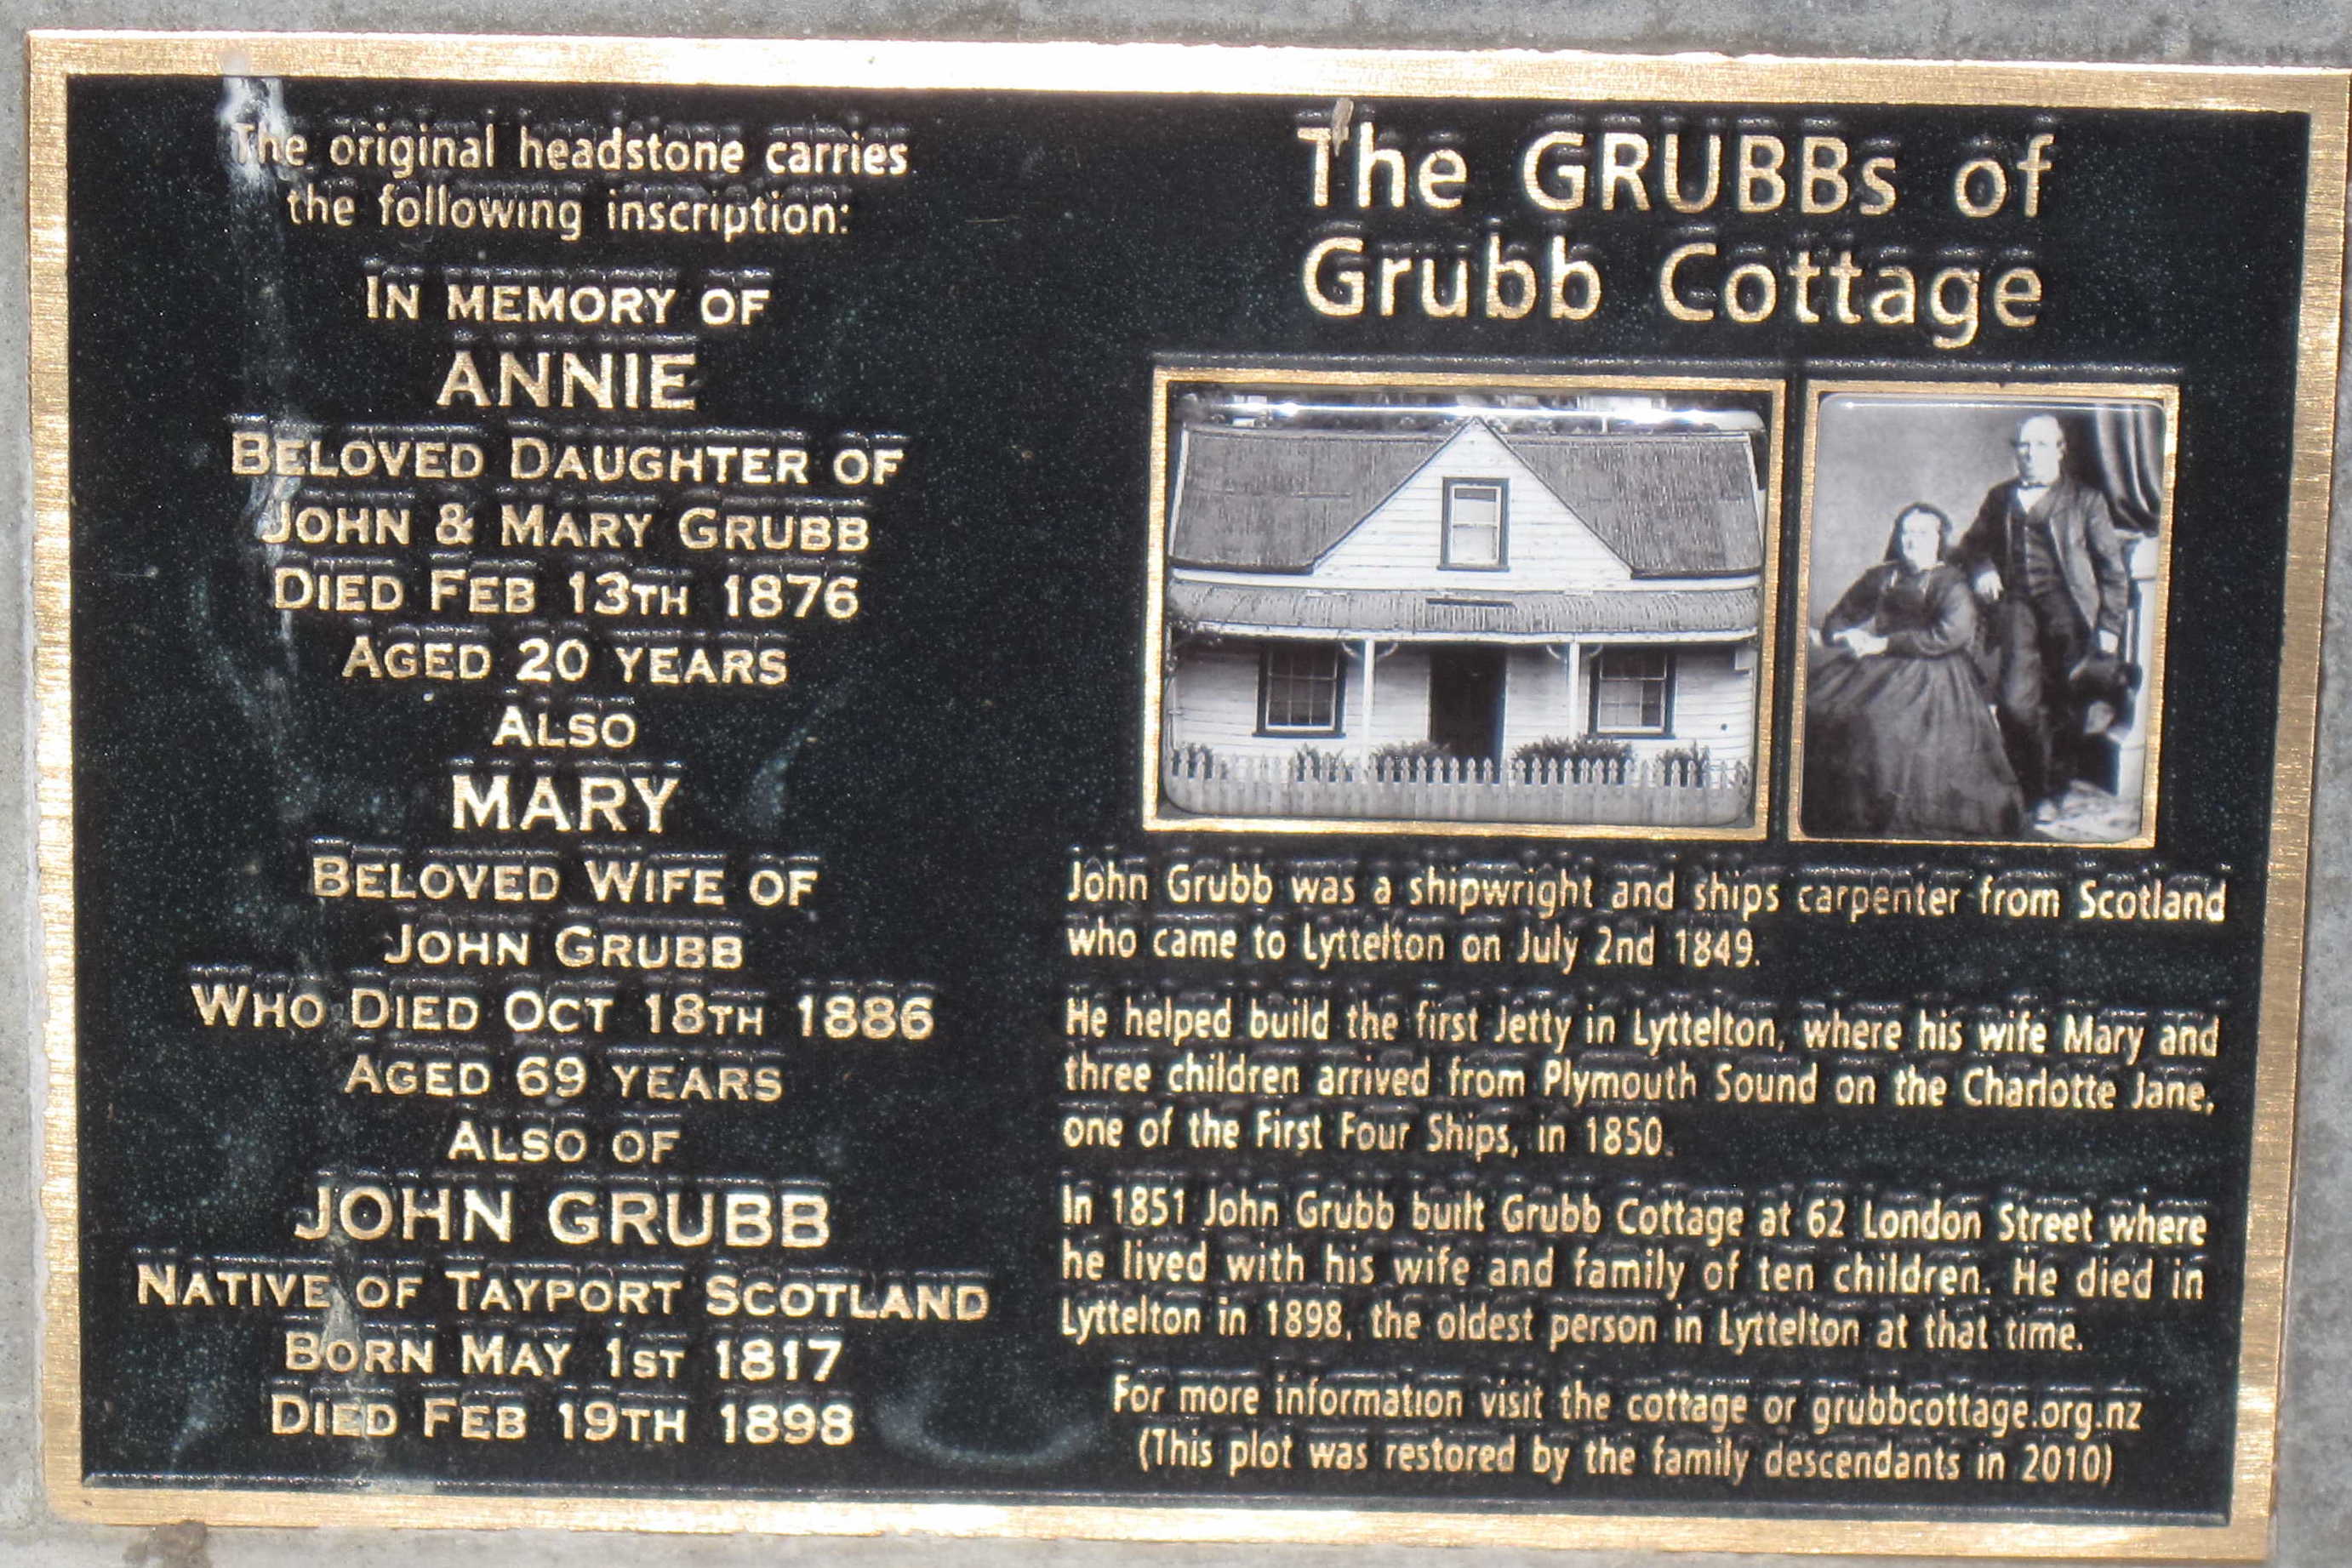 The original headstone carries
the following inscription:
IN MEMORY OF
ANNIE
BELOVED DAUGHTER OF
JOHN & MARY GRUBB
DIED FEB 13TH 1876
AGED 20 YEARS
ALSO
MARY
BELOVED WIFE OF
JOHN GRUBB
WHO DIED OCT 18TH 1886
AGED 69 YEARS
ALSO OF
JOHN GRUBB
NATIVE OF TAYPORT SCOTLAND
BORN MAY 1ST 1817
DIED FEB 19TH 1898
The GRUBBs of
Grubb Cottage
John Grubb was a shipwright and ships carpenter from Scotland
who came to Lyttelton on July 2nd 1849.
He helped build the first Jetty in Lyttelton, where his wife Mary and
three children arrived from Plymouth Sound on the Charlotte Jane,
one of the First Four Ships, in 1850.
In 1851 John Grubb built Grubb Cottage at 62 London Street where
he lived with his wife and family of ten children. He died in
Lyttelton in 1898, the oldest person in Lyttelton at that time.
For more information visit the cottage or grubbcottage.org.nz
(This plot was restored by the family descendants in 2010)